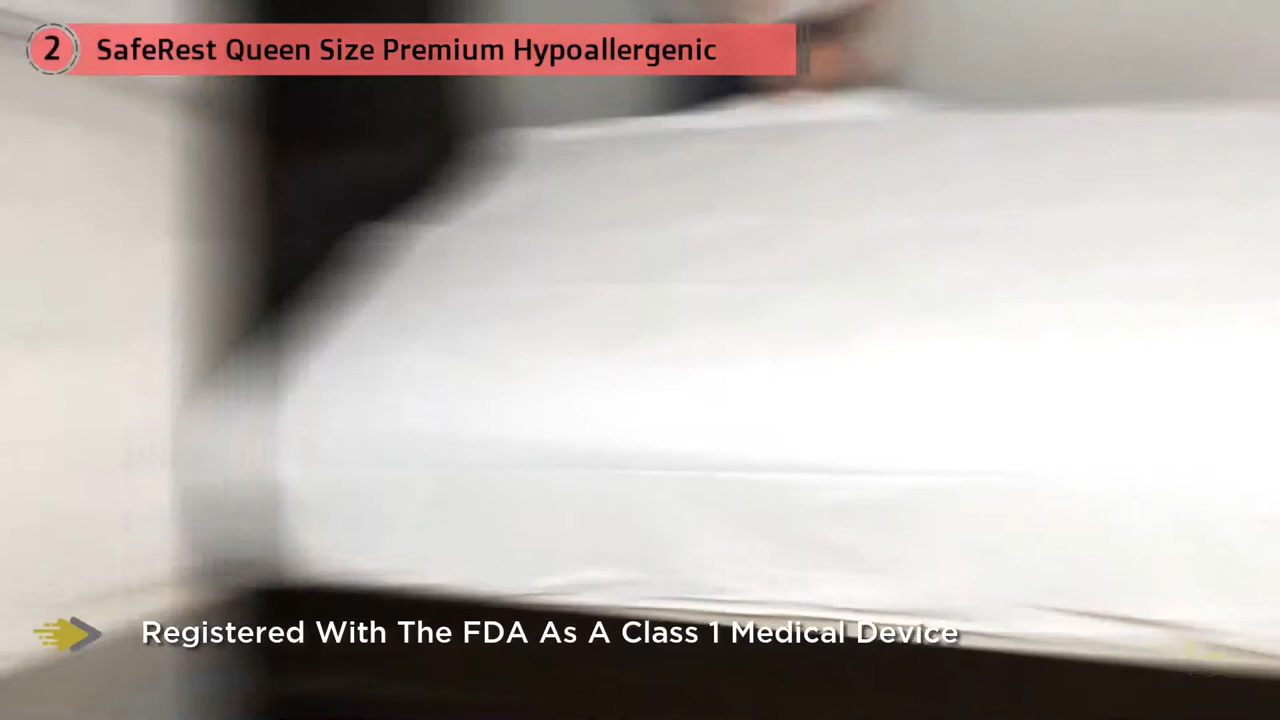 2
SafeRest Queen Size Premium Hypoallergenic
Registered With The FDA As A Class 1 Medical Device